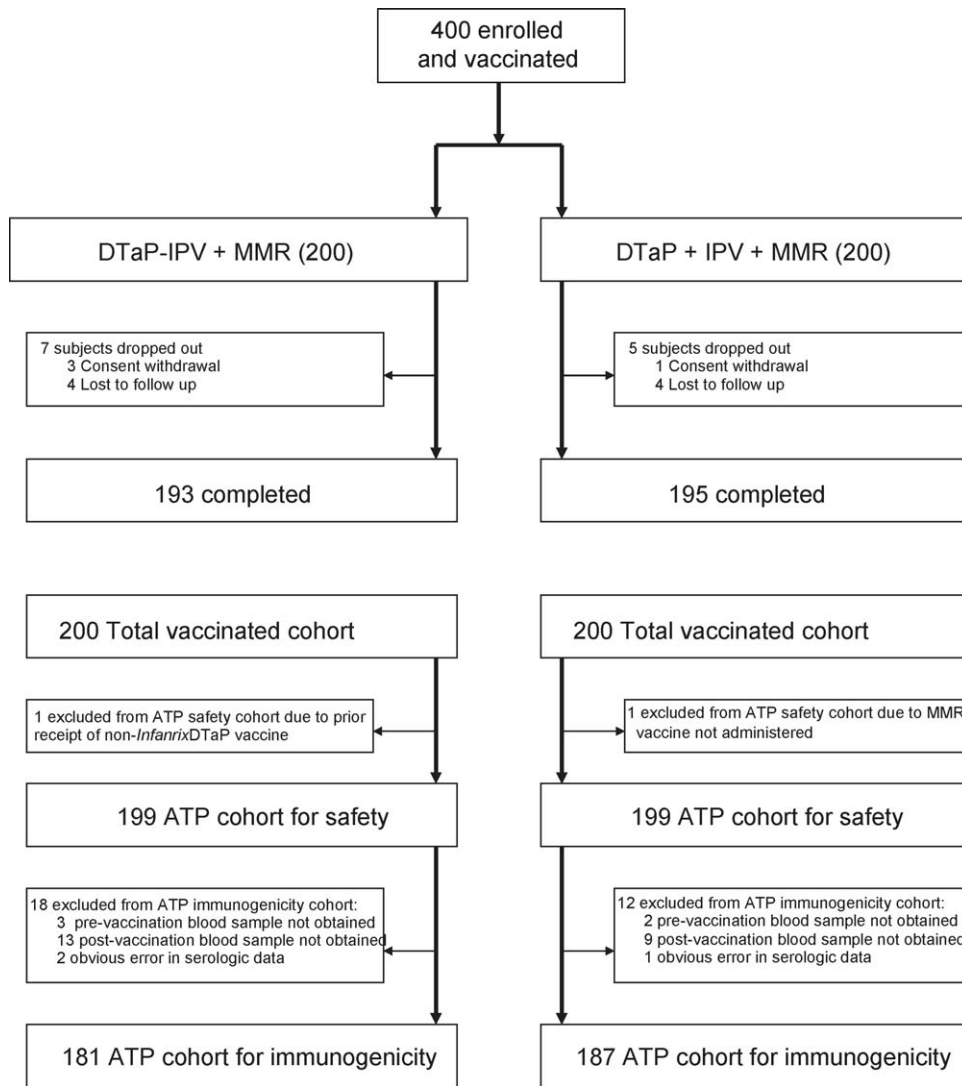 400 enrolled
and vaccinated
DTaP-IPV + MMR (200)
DTaP + IPV + MMR (200)
7 subjects dropped out
3 Consent withdrawal
4 Lost to follow up
5 subjects dropped out
1 Consent withdrawal
4 Lost to follow up
193 completed
195 completed
200 Total vaccinated cohort
200 Total vaccinated cohort
1 excluded from ATP safety cohort due to prior
receipt of non-InfanrixDTaP vaccine
1 excluded from ATP safety cohort due to MMR
vaccine not administered
199 ATP cohort for safety
199 ATP cohort for safety
18 excluded from ATP immunogenicity cohort:
3 pre-vaccination blood sample not obtained
13 post-vaccination blood sample not obtained
2 obvious error in serologic data
12 excluded from ATP immunogenicity cohort:
2 pre-vaccination blood sample not obtained
9 post-vaccination blood sample not obtained
1 obvious error in serologic data
181 ATP cohort for immunogenicity
187 ATP cohort for immunogenicity